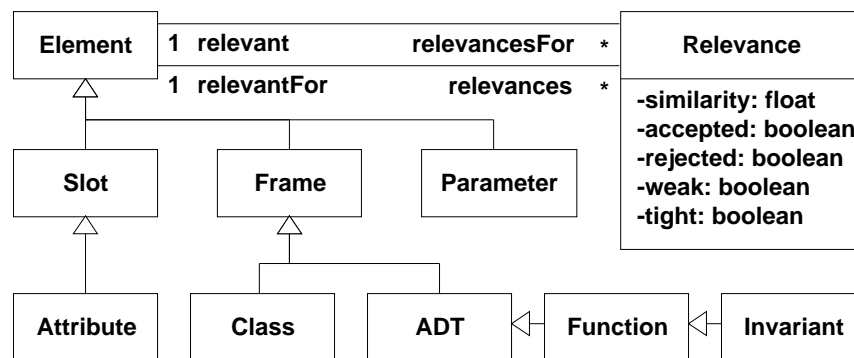 Element
1 relevant
relevancesFor *
Relevance
1 relevantFor
relevances *
-similarity: float
-accepted: boolean
-rejected: boolean
-weak: boolean
-tight: boolean
Slot
Frame
Parameter
Attribute
Class
ADT
Function
Invariant